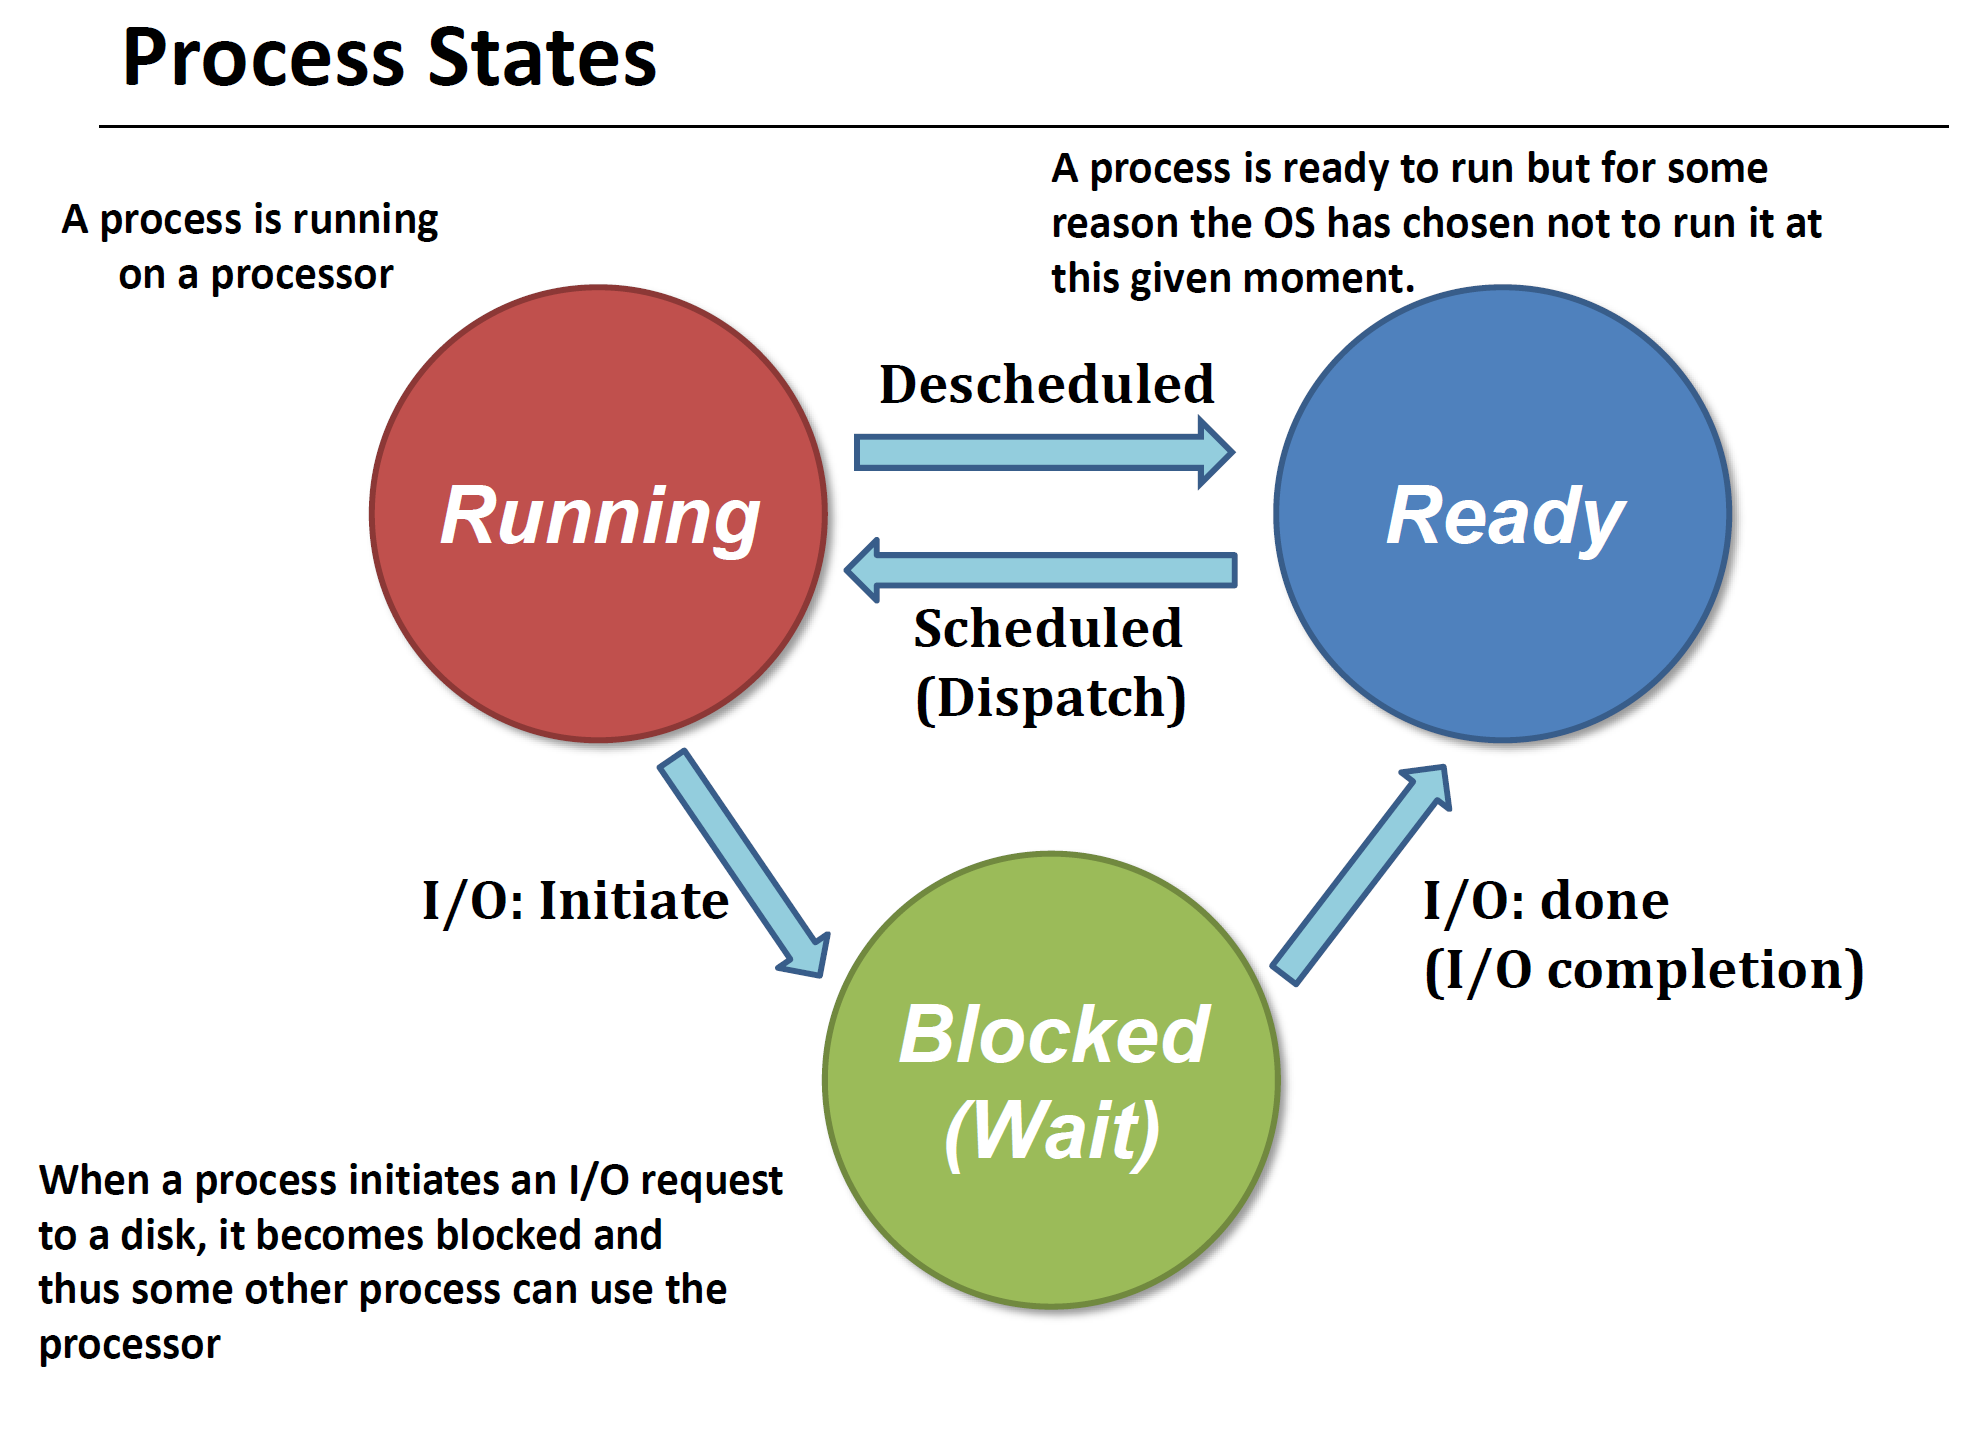 Process States
A process is running
on a processor
A process is ready to run but for some
reason the OS has chosen not to run it at
this given moment.
Descheduled
Running
Ready
Scheduled
(Dispatch)
I/O: Initiate
I/O: done
(I/O completion)
Blocked
(Wait)
When a process initiates an I/O request
to a disk, it becomes blocked and
thus some other process can use the
processor